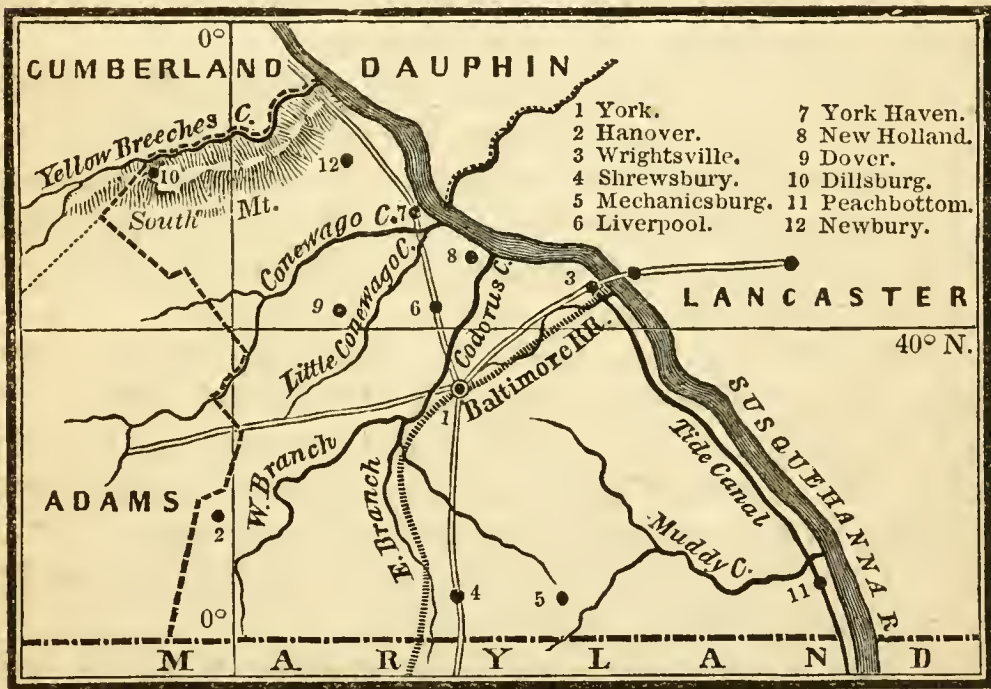 0°
CUMBERLAND
DAUPHIN
Yellow Breeches C.
1 York.
2 Hanover.
3 Wrightsville.
4 Shrewsbury.
5 Mechanicsburg.
6 Liverpool.
7 York Haven.
8 New Holland.
9 Dover.
10 Dillsburg.
11 Peachbottom.
12 Newbury.
12
10
South Mt.
Conewago C.
7
Little Conewago C.
8
9
6
Codorus C.
3
LANCASTER
40° N.
1
Baltimore RR.
SUSQUEHANNA R
Tide Canal
W. Branch
E. Branch
ADAMS
2
Muddy C.
4
5
11
0°
MARYLAND